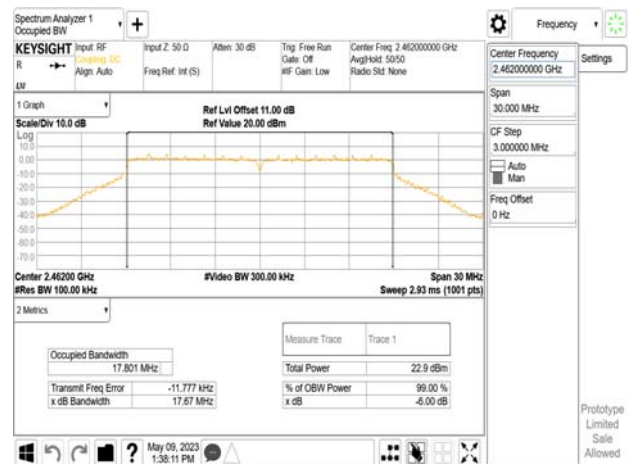 Spectrum Analyzer 1
Occupied BW
Frequency
KEYSIGHT
Input: RF
Coupling: DC
Align: Auto
Input Z: 50 Ω
Freq Ref: Int (S)
Atten: 30 dB
Trig: Free Run
Gate: Off
#IF Gain: Low
Center Freq: 2.462000000 GHz
Avg|Hold: 50/50
Radio Std: None
R
LVI
Center Frequency
2.462000000 GHz
Settings
Span
30.000 MHz
CF Step
3.000000 MHz
Auto
Man
Freq Offset
0 Hz
1 Graph
Scale/Div 10.0 dB
Ref Lvl Offset 11.00 dB
Ref Value 20.00 dBm
Log
10.0
0.00
-10.0
-20.0
-30.0
-40.0
-50.0
-60.0
-70.0
Center 2.46200 GHz
#Res BW 100.00 kHz
#Video BW 300.00 kHz
Span 30 MHz
Sweep 2.93 ms (1001 pts)
2 Metrics
Measure Trace
Trace 1
Occupied Bandwidth
17.801 MHz
Total Power
22.9 dBm
Transmit Freq Error
-11.777 kHz
% of OBW Power
99.00 %
x dB Bandwidth
17.67 MHz
x dB
-6.00 dB
May 09, 2023
1:38:11 PM
Prototype
Limited
Sale
Allowed